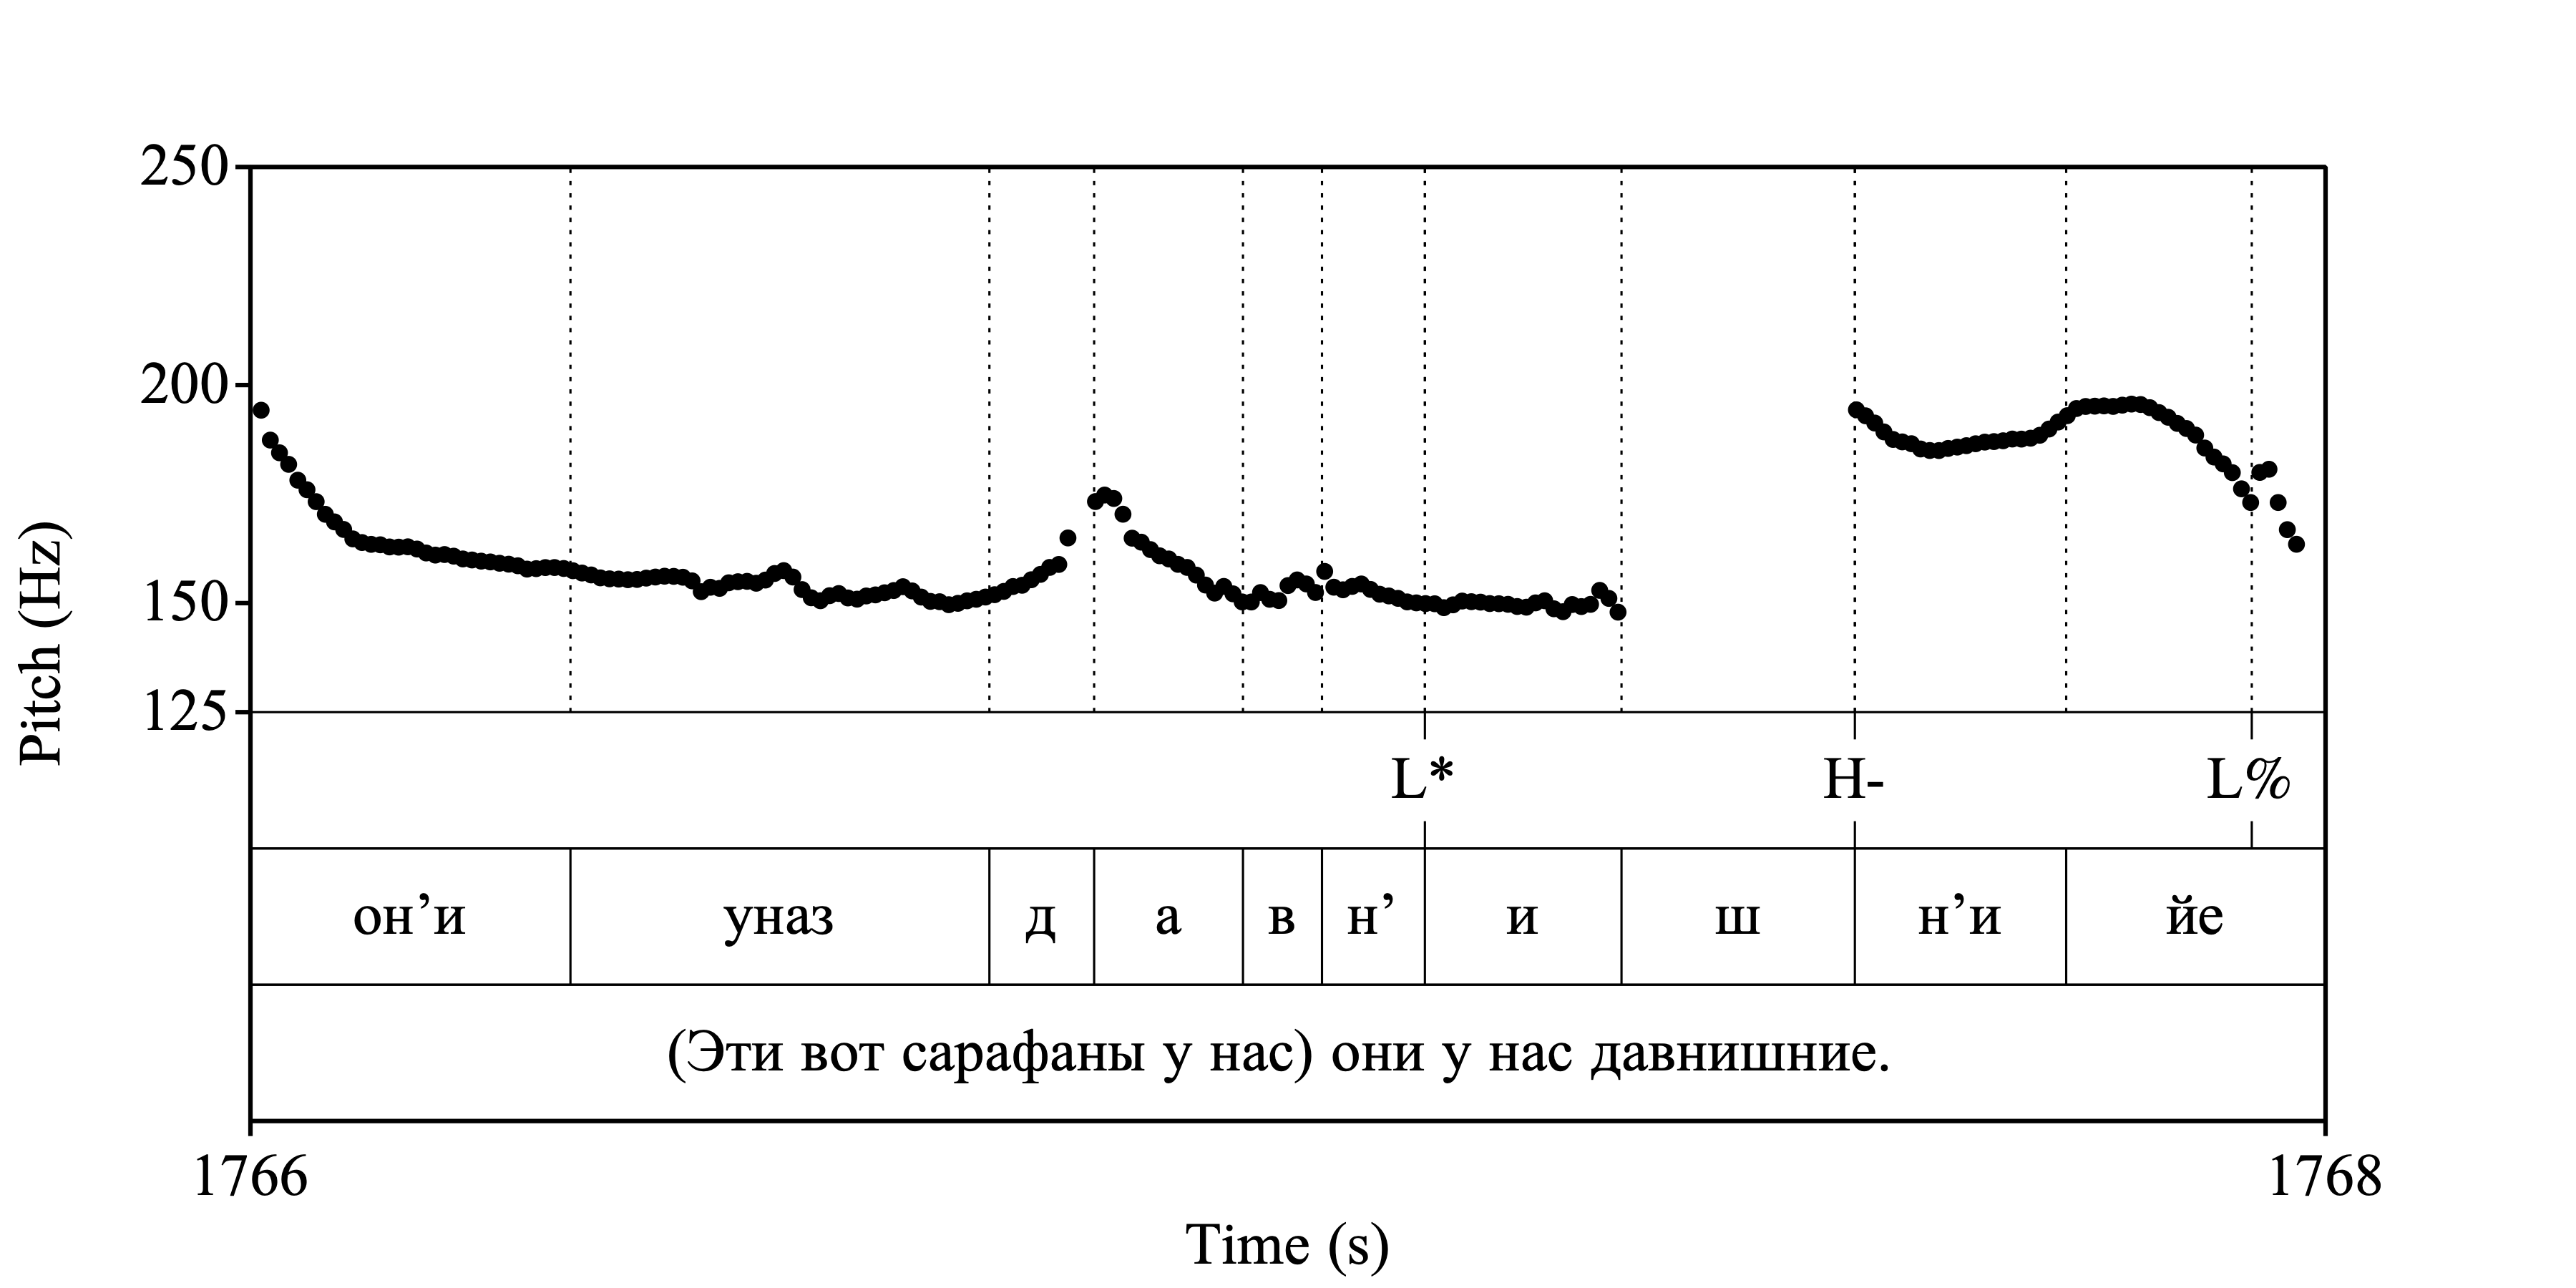 250
200
150
125
Pitch (Hz)
L* H- L%
он’и уназ д а в н’ и ш н’и йе
(Эти вот сарафаны у нас) они у нас давнишние.
1766 1768
Time (s)